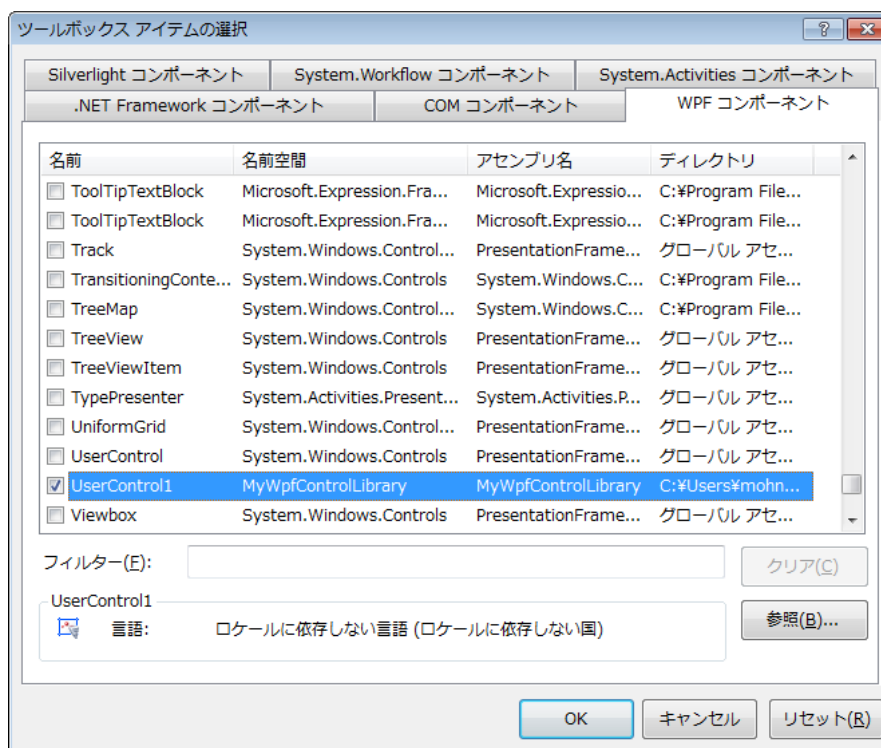 ツールボックス アイテムの選択
Silverlight コンポーネント System.Workflow コンポーネント System.Activities コンポーネント
.NET Framework コンポーネント COM コンポーネント WPF コンポーネント
名前 名前空間 アセンブリ名 ディレクトリ
ToolTipTextBlock Microsoft.Expression.Fra... Microsoft.Expressio... C:¥Program File...
ToolTipTextBlock Microsoft.Expression.Fra... Microsoft.Expressio... C:¥Program File...
Track System.Windows.Control... PresentationFrame... グローバル アセ...
TransitioningConte... System.Windows.Controls System.Windows.C... C:¥Program File...
TreeMap System.Windows.Control... System.Windows.C... C:¥Program File...
TreeView System.Windows.Controls PresentationFrame... グローバル アセ...
TreeViewItem System.Windows.Controls PresentationFrame... グローバル アセ...
TypePresenter System.Activities.Present... System.Activities.P... グローバル アセ...
UniformGrid System.Windows.Control... PresentationFrame... グローバル アセ...
UserControl System.Windows.Controls PresentationFrame... グローバル アセ...
UserControl1 MyWpfControlLibrary MyWpfControlLibrary C:¥Users¥mohn...
Viewbox System.Windows.Controls PresentationFrame... グローバル アセ...
フィルター(F): クリア(C)
UserControl1
言語: ロケールに依存しない言語 (ロケールに依存しない国) 参照(B)...
OK キャンセル リセット(R)